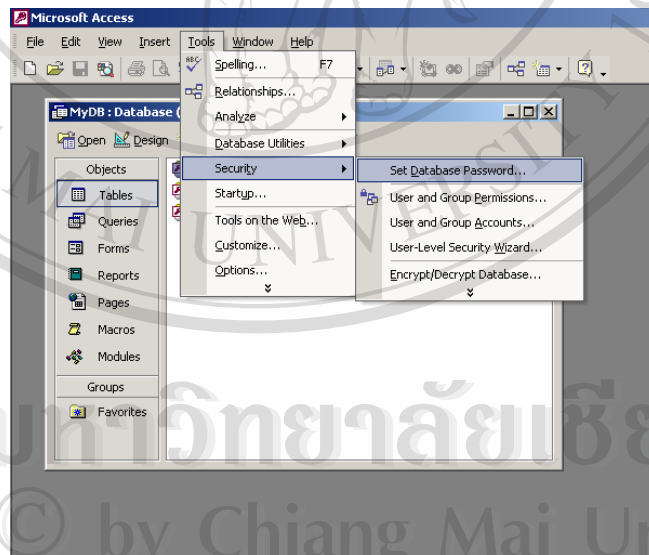 Microsoft Access
File Edit View Insert Tools Window Help
Spelling... F7
Relationships...
MyDB : Database (
Analyze
Open Design
Database Utilities
Objects
Security
Set Database Password...
Tables
Startup...
User and Group Permissions...
Queries
Tools on the Web...
User and Group Accounts...
Forms
Customize...
User-Level Security Wizard...
Reports
Options...
Encrypt/Decrypt Database...
Pages
Macros
Modules
Groups
Favorites
MAI UNIVERSITY
มหาวิทยาลัยเชีย
© by Chiang Mai Un